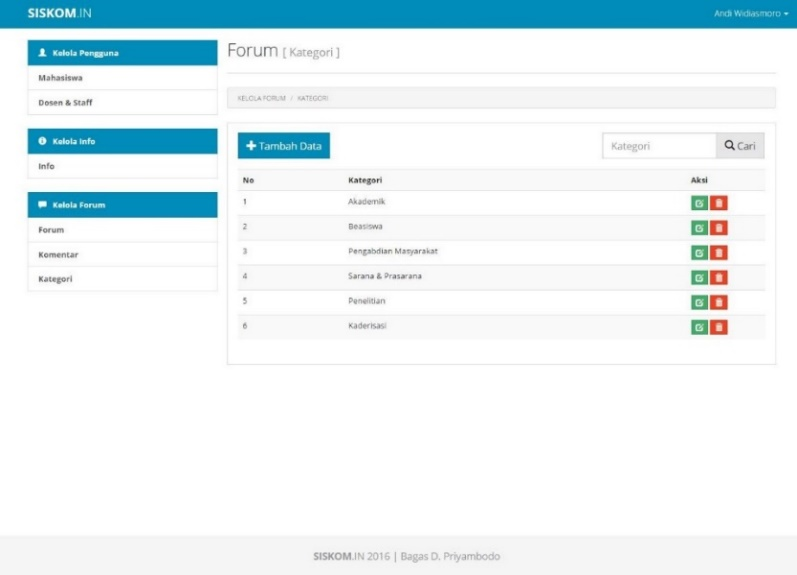 SISKOM.IN
Andi Widiasmoro
Kelola Pengguna
Mahasiswa
Dosen & Staff
Kelola Info
Info
Kelola Forum
Forum
Komentar
Kategori
Forum [ Kategori ]
KELOLA FORUM / KATEGORI
Tambah Data
Kategori
Cari
No Kategori Aksi
1 Akademik
2 Beasiswa
3 Pengabdian Masyarakat
4 Sarana & Prasarana
5 Penelitian
6 Kaderisasi
SISKOM.IN 2016 | Bagas D. Priyambodo